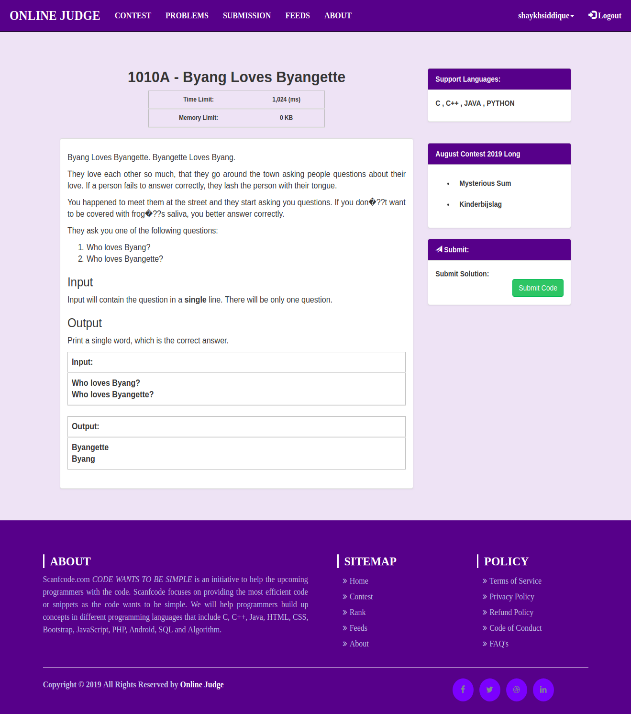 ONLINE JUDGE CONTEST PROBLEMS SUBMISSION FEEDS ABOUT shaykhsiddique Logout
1010A - Byang Loves Byangette
Time Limit: 1,024 (ms)
Memory Limit: 0 KB
Byang Loves Byangette. Byangette Loves Byang.
They love each other so much, that they go around the town asking people questions about their
love. If a person fails to answer correctly, they lash the person with their tongue.
You happened to meet them at the street and they start asking you questions. If you don�??t want
to be covered with frog�??s saliva, you better answer correctly.
They ask you one of the following questions:
1. Who loves Byang?
2. Who loves Byangette?
Input
Input will contain the question in a single line. There will be only one question.
Output
Print a single word, which is the correct answer.
Input:
Who loves Byang?
Who loves Byangette?
Output:
Byangette
Byang
Support Languages:
C , C++ , JAVA , PYTHON
August Contest 2019 Long
• Mysterious Sum
• Kinderbijslag
Submit:
Submit Solution:
Submit Code
ABOUT
Scanfcode.com CODE WANTS TO BE SIMPLE is an initiative to help the upcoming
programmers with the code. Scanfcode focuses on providing the most efficient code
or snippets as the code wants to be simple. We will help programmers build up
concepts in different programming languages that include C, C++, Java, HTML, CSS,
Bootstrap, JavaScript, PHP, Android, SQL and Algorithm.
SITEMAP
» Home
» Contest
» Rank
» Feeds
» About
POLICY
» Terms of Service
» Privacy Policy
» Refund Policy
» Code of Conduct
» FAQ's
Copyright © 2019 All Rights Reserved by Online Judge